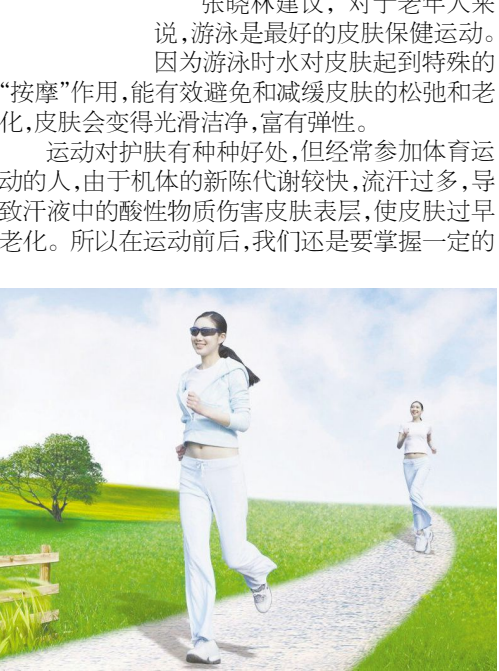 张晓林建议，对于老年人来
说,游泳是最好的皮肤保健运动。
因为游泳时水对皮肤起到特殊的
“按摩”作用,能有效避免和减缓皮肤的松弛和老
化,皮肤会变得光滑洁净,富有弹性。
运动对护肤有种种好处,但经常参加体育运
动的人,由于机体的新陈代谢较快,流汗过多,导
致汗液中的酸性物质伤害皮肤表层,使皮肤过早
老化。所以在运动前后,我们还是要掌握一定的